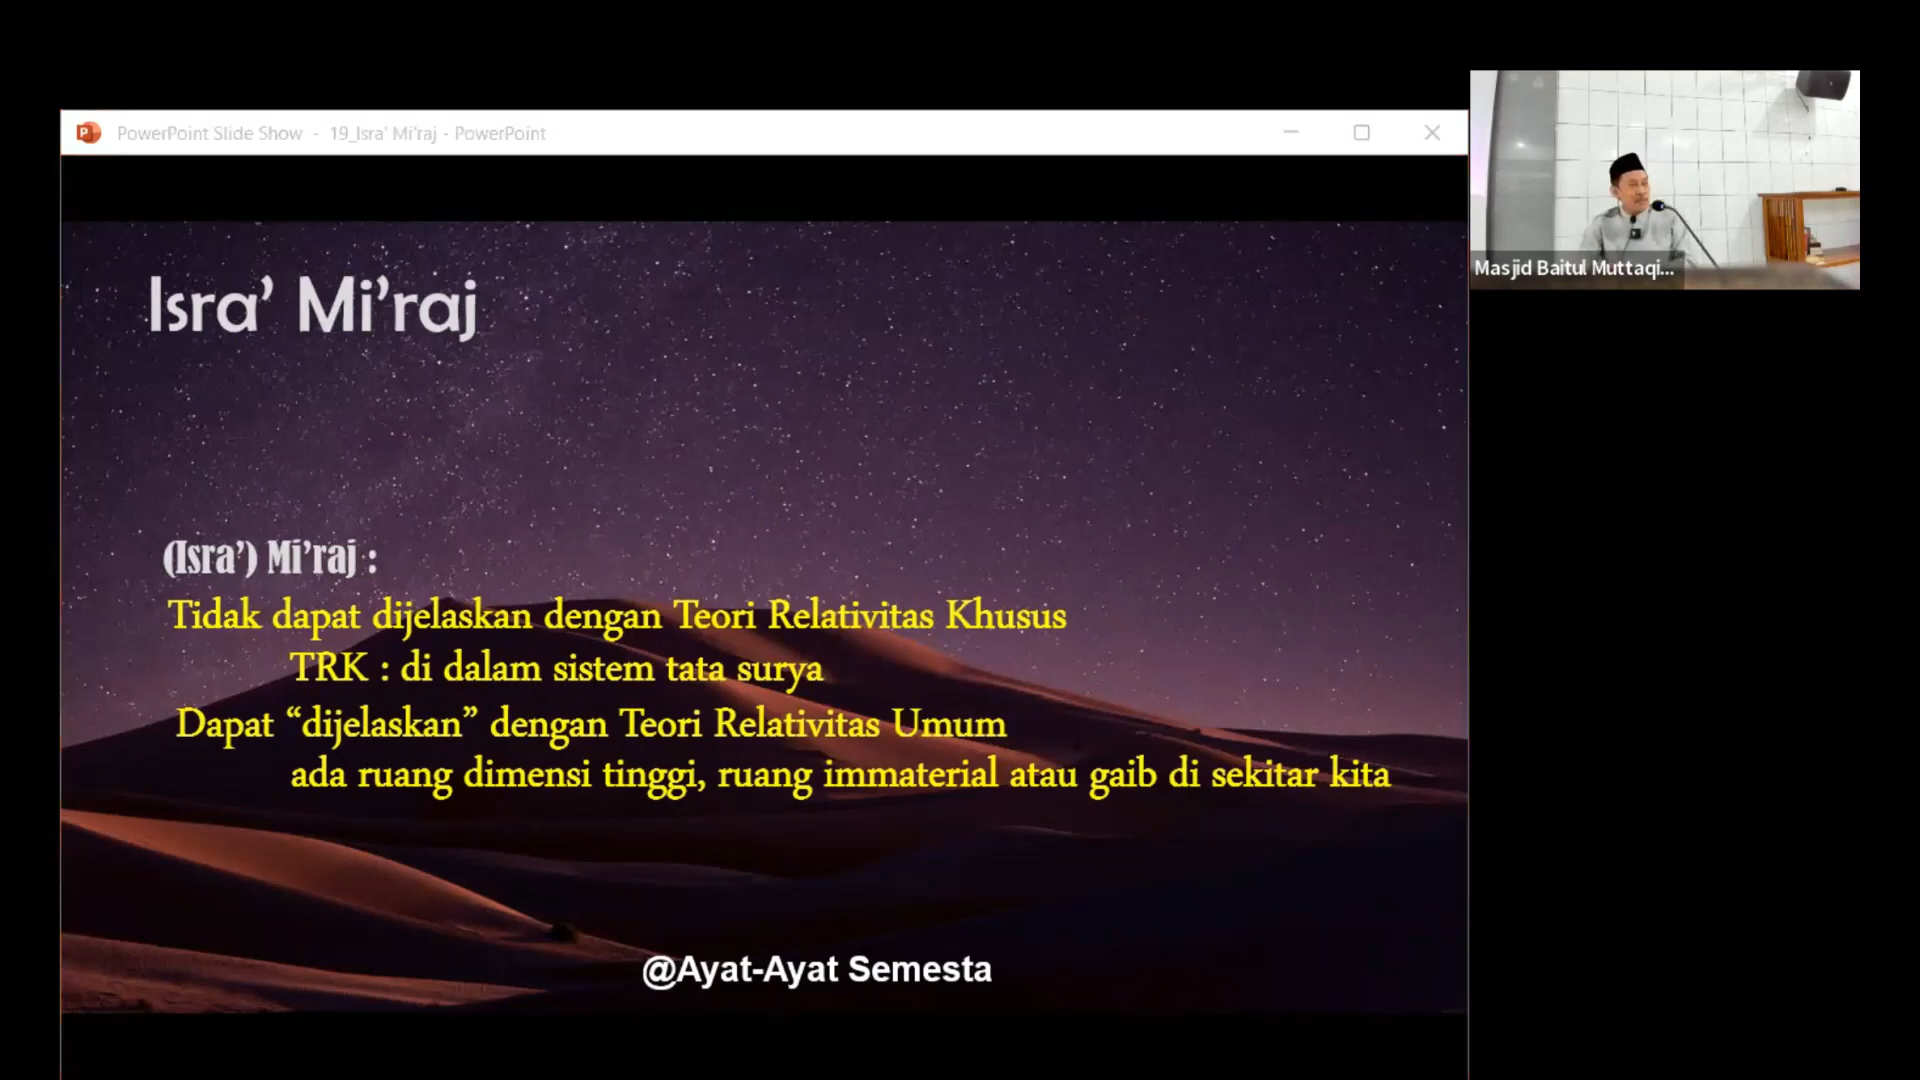 PowerPoint Slide Show - 19_Isra' Mi'raj - PowerPoint
Isra’ Mi’raj
(Isra’) Mi’raj :
Tidak dapat dijelaskan dengan Teori Relativitas Khusus
TRK : di dalam sistem tata surya
Dapat “dijelaskan” dengan Teori Relativitas Umum
ada ruang dimensi tinggi, ruang immaterial atau gaib di sekitar kita
@Ayat-Ayat Semesta
Masjid Baitul Muttaqi...